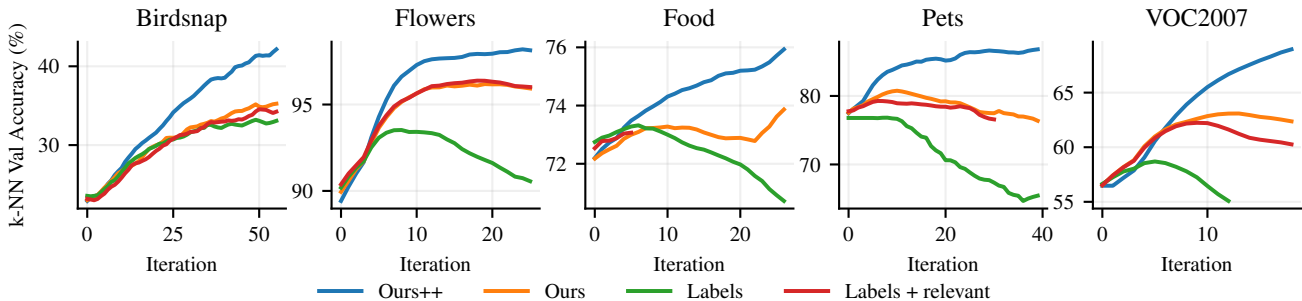 Birdsnap Flowers Food Pets VOC2007
k-NN Val Accuracy (%)
40
30
0 25 50
Iteration
95
90
0 10 20
Iteration
76
74
72
0 10 20
Iteration
80
70
0 20 40
Iteration
65
60
55
0 10
Iteration
Ours++ Ours Labels Labels + relevant